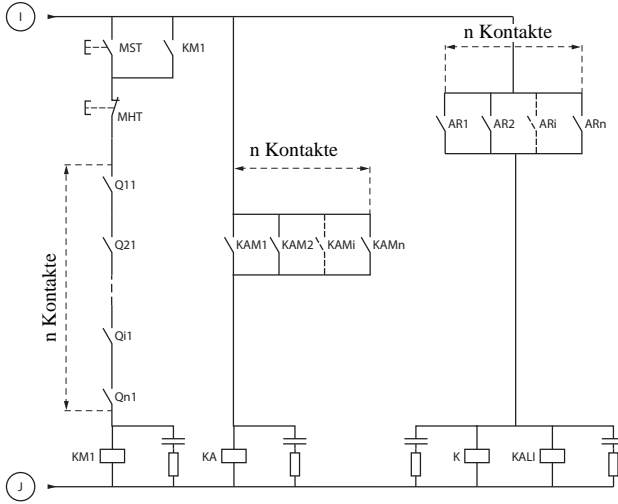 I
MST
KM1
n Kontakte
MHT
AR1
AR2
ARi
ARn
n Kontakte
Q11
Q21
KAM1
KAM2
KAMi
KAMn
n Kontakte
Qi1
Qn1
KM1
KA
K
KALI
J